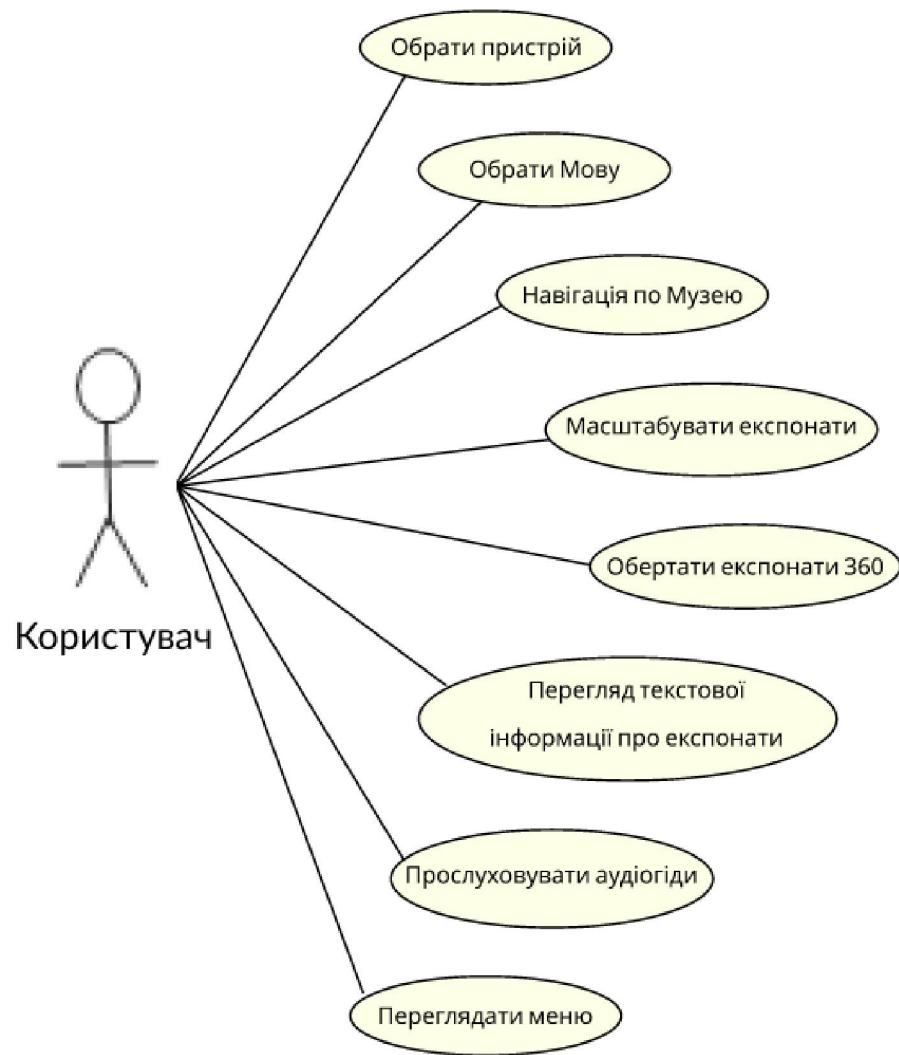 Обрати пристрій
Обрати Мову
Навігація по Музею
Масштабувати експонати
Обертати експонати 360
Користувач
Перегляд текстової
інформації про експонати
Прослуховувати аудіогіди
Переглядати меню